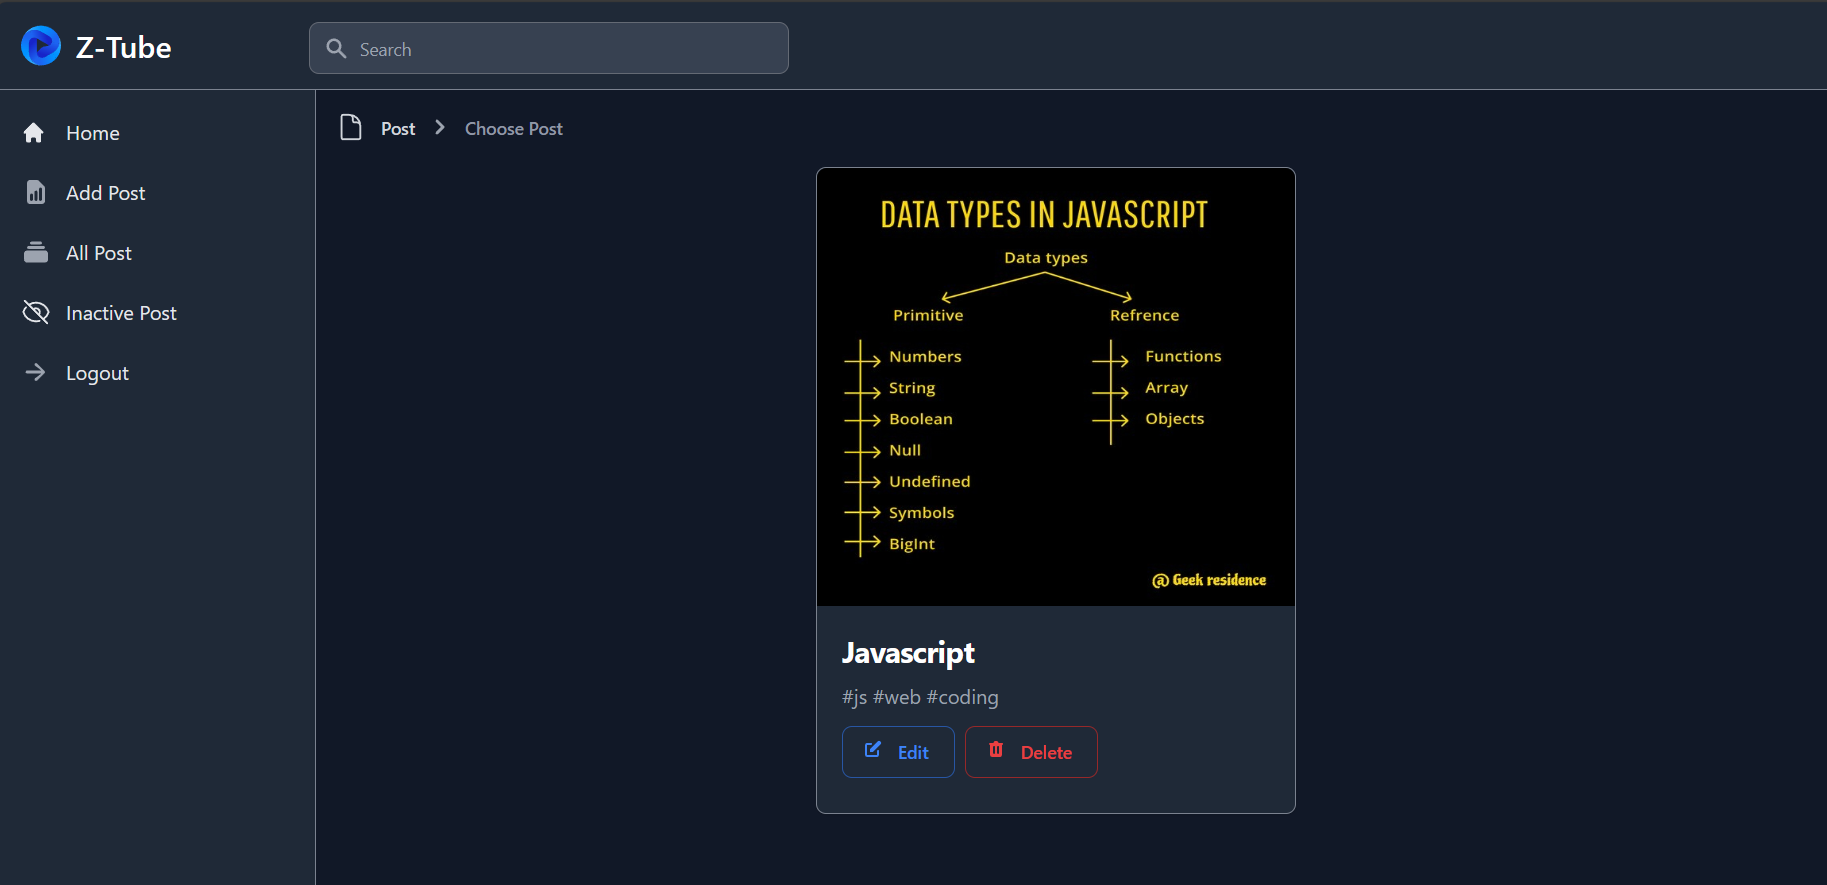 Z-Tube
Search
Home
Add Post
All Post
Inactive Post
Logout
Post
Choose Post
DATA TYPES IN JAVASCRIPT
Data types
Primitive
Numbers
String
Boolean
Null
Undefined
Symbols
BigInt
Refrence
Functions
Array
Objects
@ Geek residence
Javascript
#js #web #coding
Edit
Delete